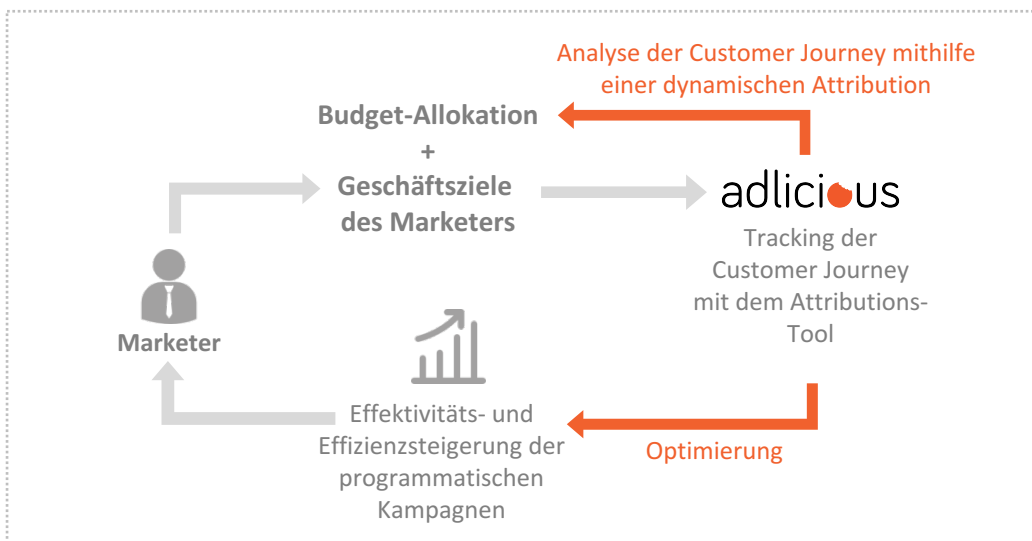 Analyse der Customer Journey mithilfe
einer dynamischen Attribution
Budget-Allokation
+
Geschäftsziele
des Marketers
adlicious
Tracking der
Customer Journey
mit dem Attributions-
Tool
Marketer
Effektivitäts- und
Effizienzsteigerung der
programmatischen
Kampagnen
Optimierung